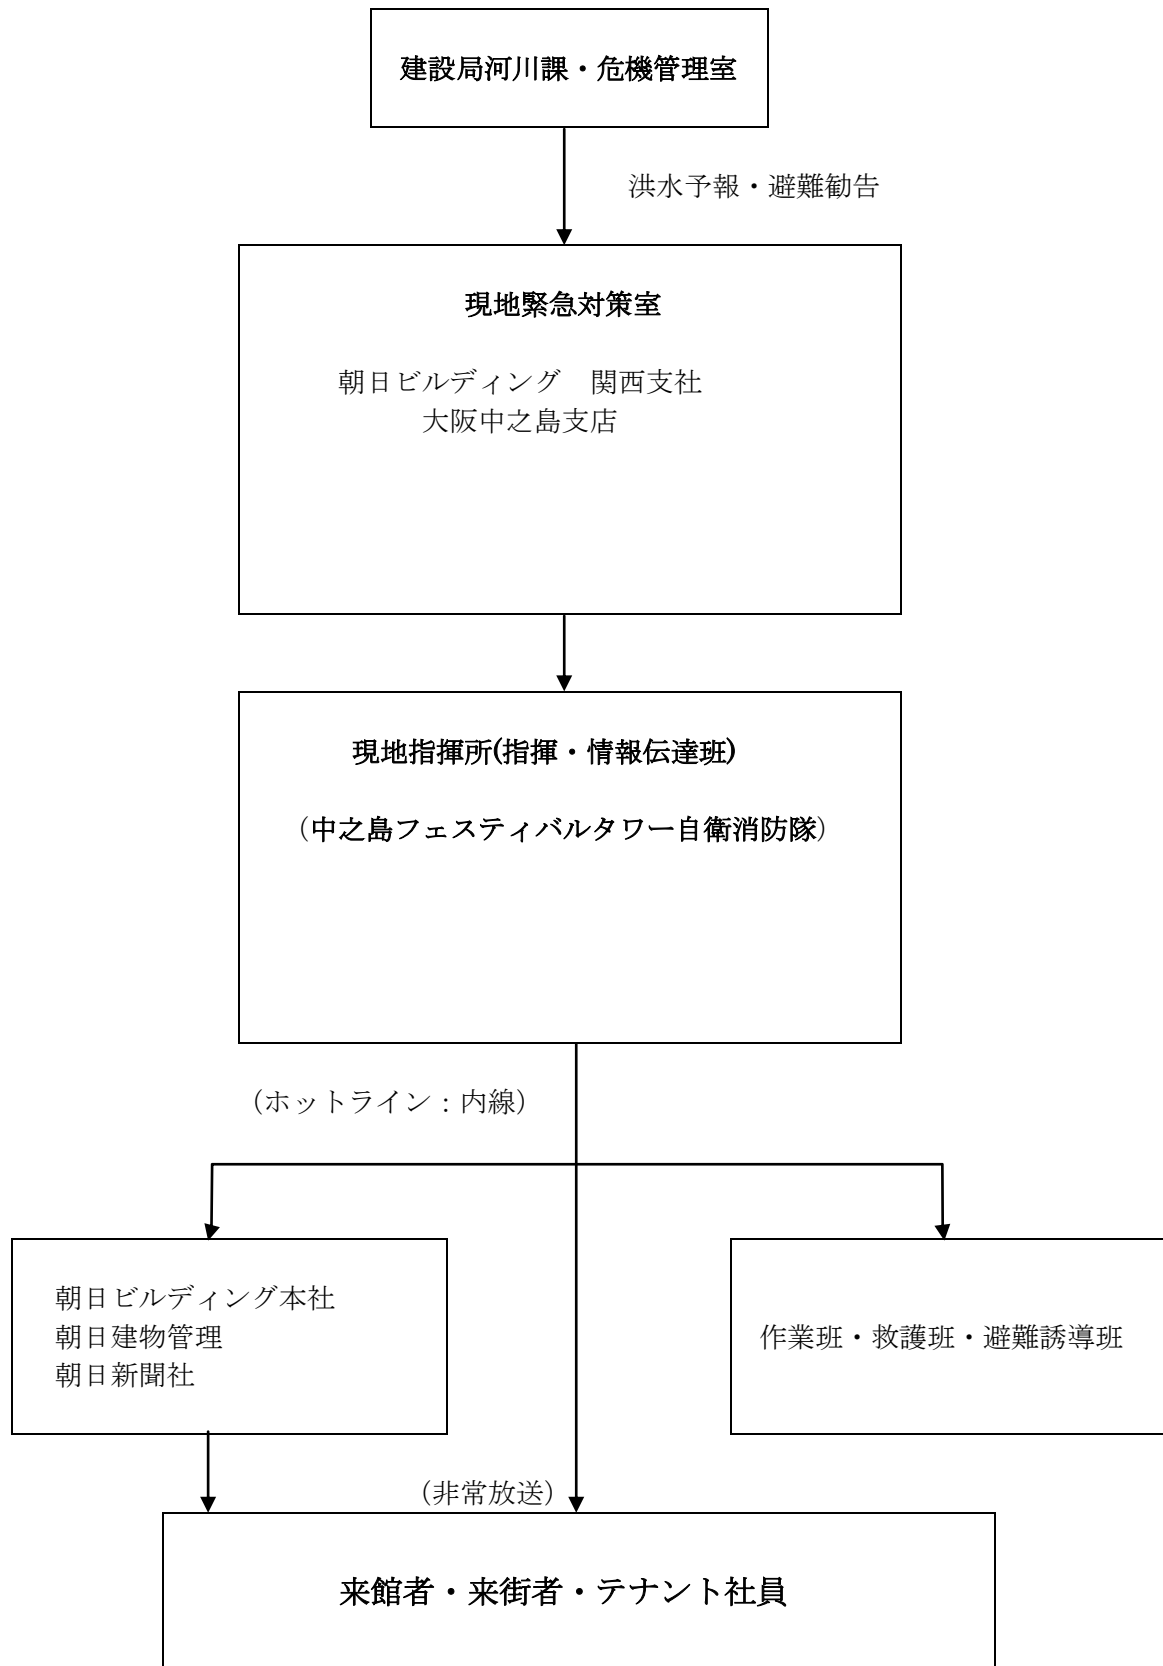 建設局河川課・危機管理室
洪水予報・避難勧告
現地緊急対策室
朝日ビルディング　関西支社
大阪中之島支店
現地指揮所(指揮・情報伝達班)
（中之島フェスティバルタワー自衛消防隊）
（ホットライン：内線）
朝日ビルディング本社
朝日建物管理
朝日新聞社
作業班・救護班・避難誘導班
（非常放送）
来館者・来街者・テナント社員